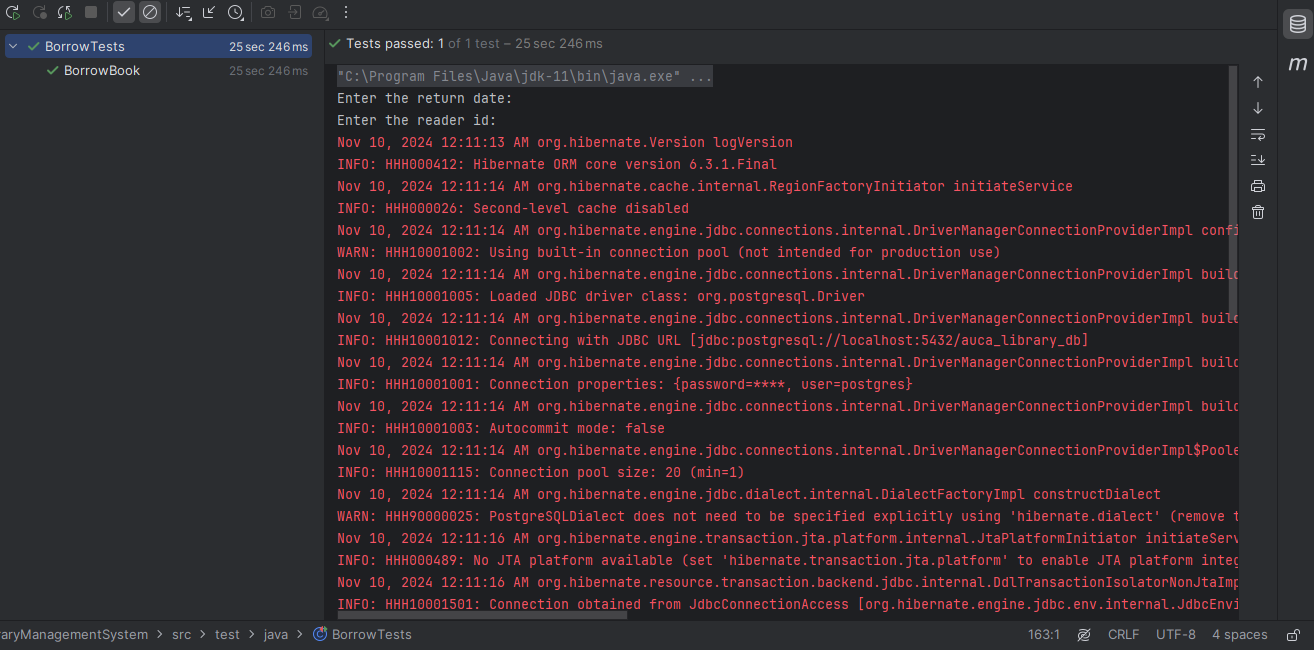 BorrowTests 25 sec 246 ms
BorrowBook 25 sec 246 ms
Tests passed: 1 of 1 test – 25 sec 246 ms
"C:\Program Files\Java\jdk-11\bin\java.exe" ...
Enter the return date:
Enter the reader id:
Nov 10, 2024 12:11:13 AM org.hibernate.Version logVersion
INFO: HHH000412: Hibernate ORM core version 6.3.1.Final
Nov 10, 2024 12:11:14 AM org.hibernate.cache.internal.RegionFactoryInitiator initiateService
INFO: HHH000026: Second-level cache disabled
Nov 10, 2024 12:11:14 AM org.hibernate.engine.jdbc.connections.internal.DriverManagerConnectionProviderImpl confi
WARN: HHH10001002: Using built-in connection pool (not intended for production use)
Nov 10, 2024 12:11:14 AM org.hibernate.engine.jdbc.connections.internal.DriverManagerConnectionProviderImpl build
INFO: HHH10001005: Loaded JDBC driver class: org.postgresql.Driver
Nov 10, 2024 12:11:14 AM org.hibernate.engine.jdbc.connections.internal.DriverManagerConnectionProviderImpl build
INFO: HHH10001012: Connecting with JDBC URL [jdbc:postgresql://localhost:5432/auca_library_db]
Nov 10, 2024 12:11:14 AM org.hibernate.engine.jdbc.connections.internal.DriverManagerConnectionProviderImpl build
INFO: HHH10001001: Connection properties: {password=****, user=postgres}
Nov 10, 2024 12:11:14 AM org.hibernate.engine.jdbc.connections.internal.DriverManagerConnectionProviderImpl build
INFO: HHH10001003: Autocommit mode: false
Nov 10, 2024 12:11:14 AM org.hibernate.engine.jdbc.connections.internal.DriverManagerConnectionProviderImpl$Poole
INFO: HHH10001115: Connection pool size: 20 (min=1)
Nov 10, 2024 12:11:14 AM org.hibernate.engine.jdbc.dialect.internal.DialectFactoryImpl constructDialect
WARN: HHH90000025: PostgreSQLDialect does not need to be specified explicitly using 'hibernate.dialect' (remove t
Nov 10, 2024 12:11:16 AM org.hibernate.engine.transaction.jta.platform.internal.JtaPlatformInitiator initiateServ
INFO: HHH000489: No JTA platform available (set 'hibernate.transaction.jta.platform' to enable JTA platform integ
Nov 10, 2024 12:11:16 AM org.hibernate.resource.transaction.backend.jdbc.internal.DdlTransactionIsolatorNonJtaImp
INFO: HHH10001501: Connection obtained from JdbcConnectionAccess [org.hibernate.engine.jdbc.env.internal.JdbcEnvi
m
raryManagementSystem > src > test > java > BorrowTests 163:1 CRLF UTF-8 4 spaces